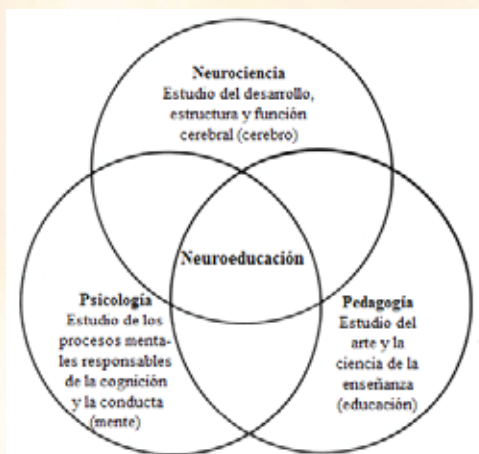 Neurociencia
Estudio del desarrollo,
estructura y función
cerebral (cerebro)
Neuroeducación
Psicología
Estudio de los
procesos menta-
les responsables
de la cognición
y la conducta
(mente)
Pedagogía
Estudio del
arte y la
ciencia de la
enseñanza
(educación)